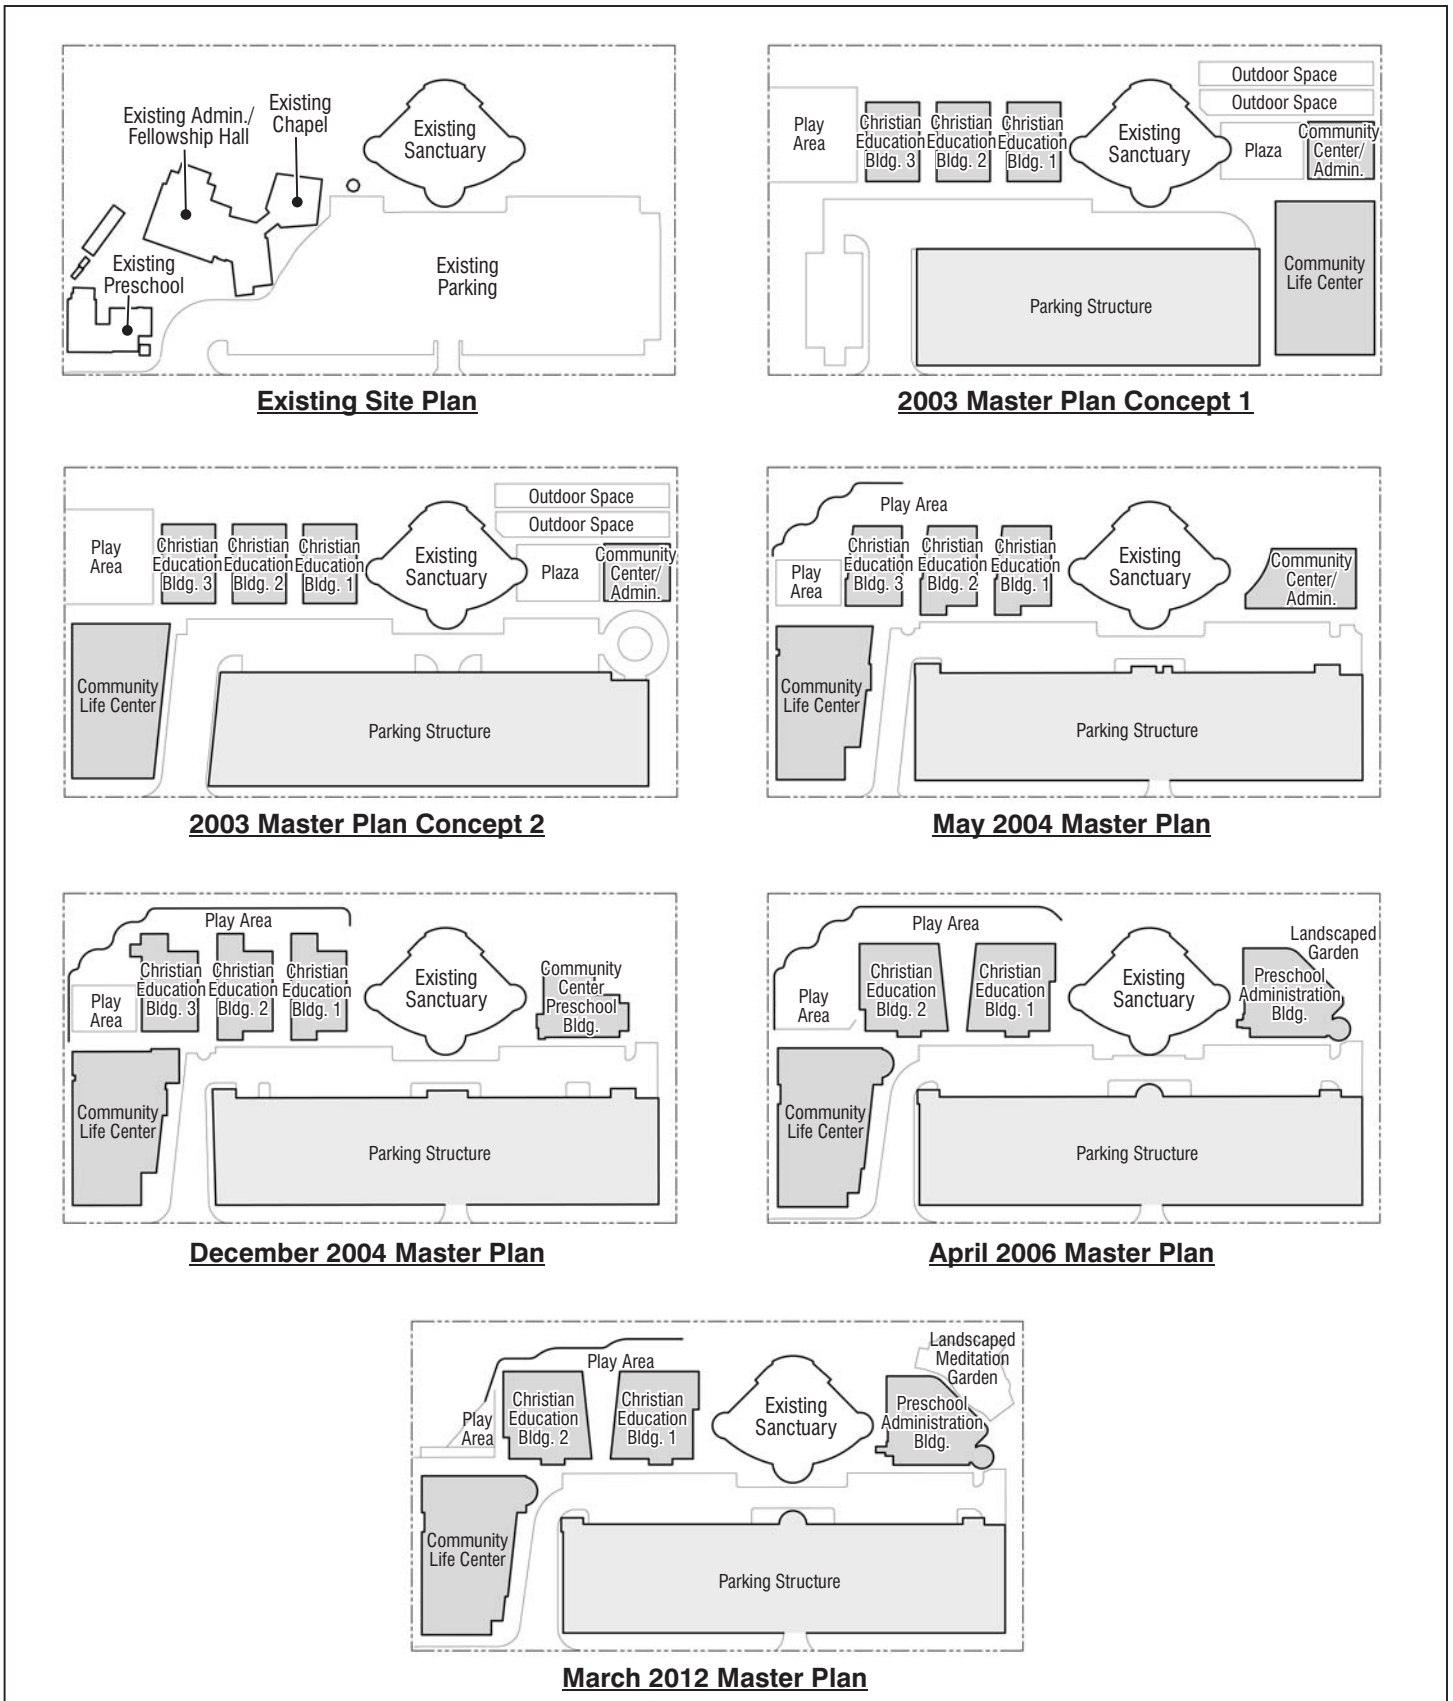 Existing Admin./
Fellowship Hall
Existing
Chapel
Existing
Sanctuary
Existing
Preschool
Existing
Parking
Existing Site Plan
Outdoor Space
Outdoor Space
Play
Area
Christian
Education
Bldg. 3
Christian
Education
Bldg. 2
Christian
Education
Bldg. 1
Existing
Sanctuary
Plaza
Community
Center/
Admin.
Community
Life Center
Parking Structure
2003 Master Plan Concept 1
Outdoor Space
Outdoor Space
Play
Area
Christian
Education
Bldg. 3
Christian
Education
Bldg. 2
Christian
Education
Bldg. 1
Existing
Sanctuary
Plaza
Community
Center/
Admin.
Community
Life Center
Parking Structure
2003 Master Plan Concept 2
Play Area
Play
Area
Christian
Education
Bldg. 3
Christian
Education
Bldg. 2
Christian
Education
Bldg. 1
Existing
Sanctuary
Community
Center/
Admin.
Community
Life Center
Parking Structure
May 2004 Master Plan
Play Area
Play
Area
Christian
Education
Bldg. 3
Christian
Education
Bldg. 2
Christian
Education
Bldg. 1
Existing
Sanctuary
Community
Center
Preschool
Bldg.
Community
Life Center
Parking Structure
December 2004 Master Plan
Play Area
Play
Area
Christian
Education
Bldg. 2
Christian
Education
Bldg. 1
Existing
Sanctuary
Landscaped
Garden
Preschool
Administration
Bldg.
Community
Life Center
Parking Structure
April 2006 Master Plan
Play Area
Play
Area
Christian
Education
Bldg. 2
Christian
Education
Bldg. 1
Existing
Sanctuary
Landscaped
Meditation
Garden
Preschool
Administration
Bldg.
Community
Life Center
Parking Structure
March 2012 Master Plan